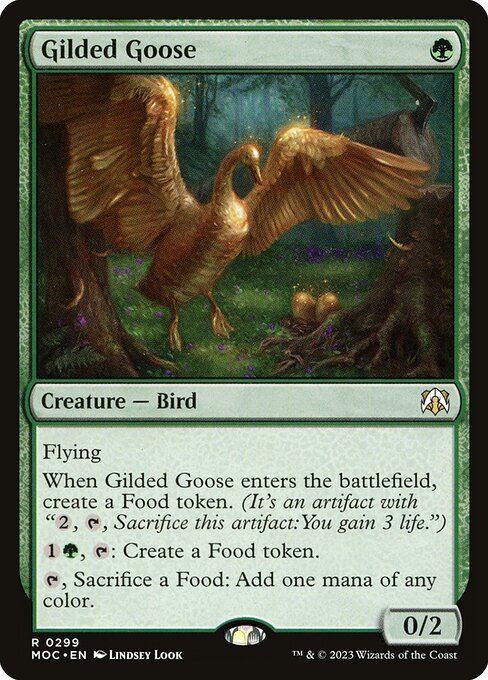 Gilded Goose
Creature — Bird
Flying
When Gilded Goose enters the battlefield,
create a Food token. (It's an artifact with
“2, T, Sacrifice this artifact:You gain 3 life.”)
1G, T: Create a Food token.
T, Sacrifice a Food: Add one mana of any
color.
0/2
R 0299
MOC • EN Lindsey Look
™ & © 2023 Wizards of the Coast